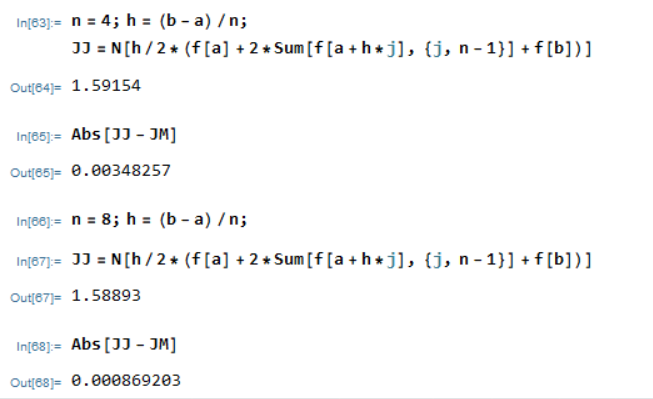 In[63]:= n = 4; h = (b - a) / n;
JJ = N[h / 2 * (f[a] + 2 * Sum[f[a + h * j], {j, n - 1}] + f[b])]
Out[64]= 1.59154
In[65]:= Abs[JJ - JM]
Out[65]= 0.00348257
In[66]:= n = 8; h = (b - a) / n;
In[67]:= JJ = N[h / 2 * (f[a] + 2 * Sum[f[a + h * j], {j, n - 1}] + f[b])]
Out[67]= 1.58893
In[68]:= Abs[JJ - JM]
Out[68]= 0.000869203